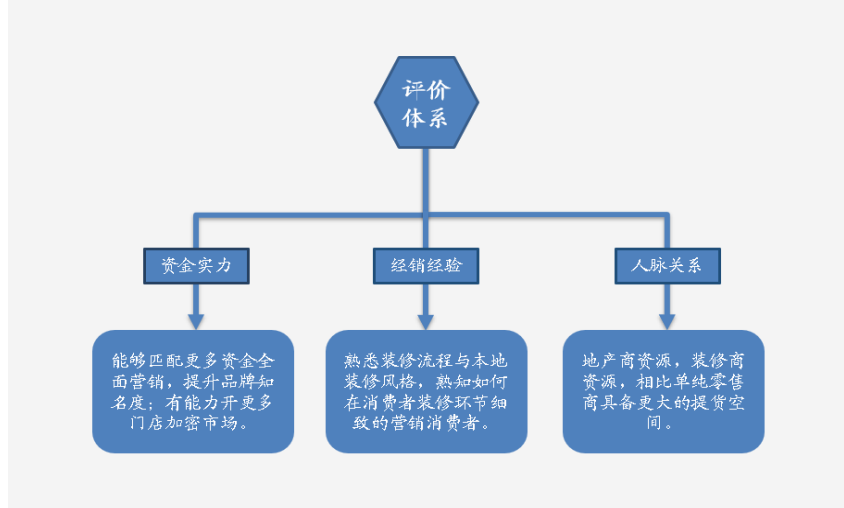 评价
体系
资金实力
经销经验
人脉关系
能够匹配更多资金全
面营销，提升品牌知
名度；有能力开更多
门店加密市场。
熟悉装修流程与本地
装修风格，熟知如何
在消费者装修环节细
致的营销消费者。
地产商资源，装修商
资源，相比单纯零售
商具备更大的提货空
间。